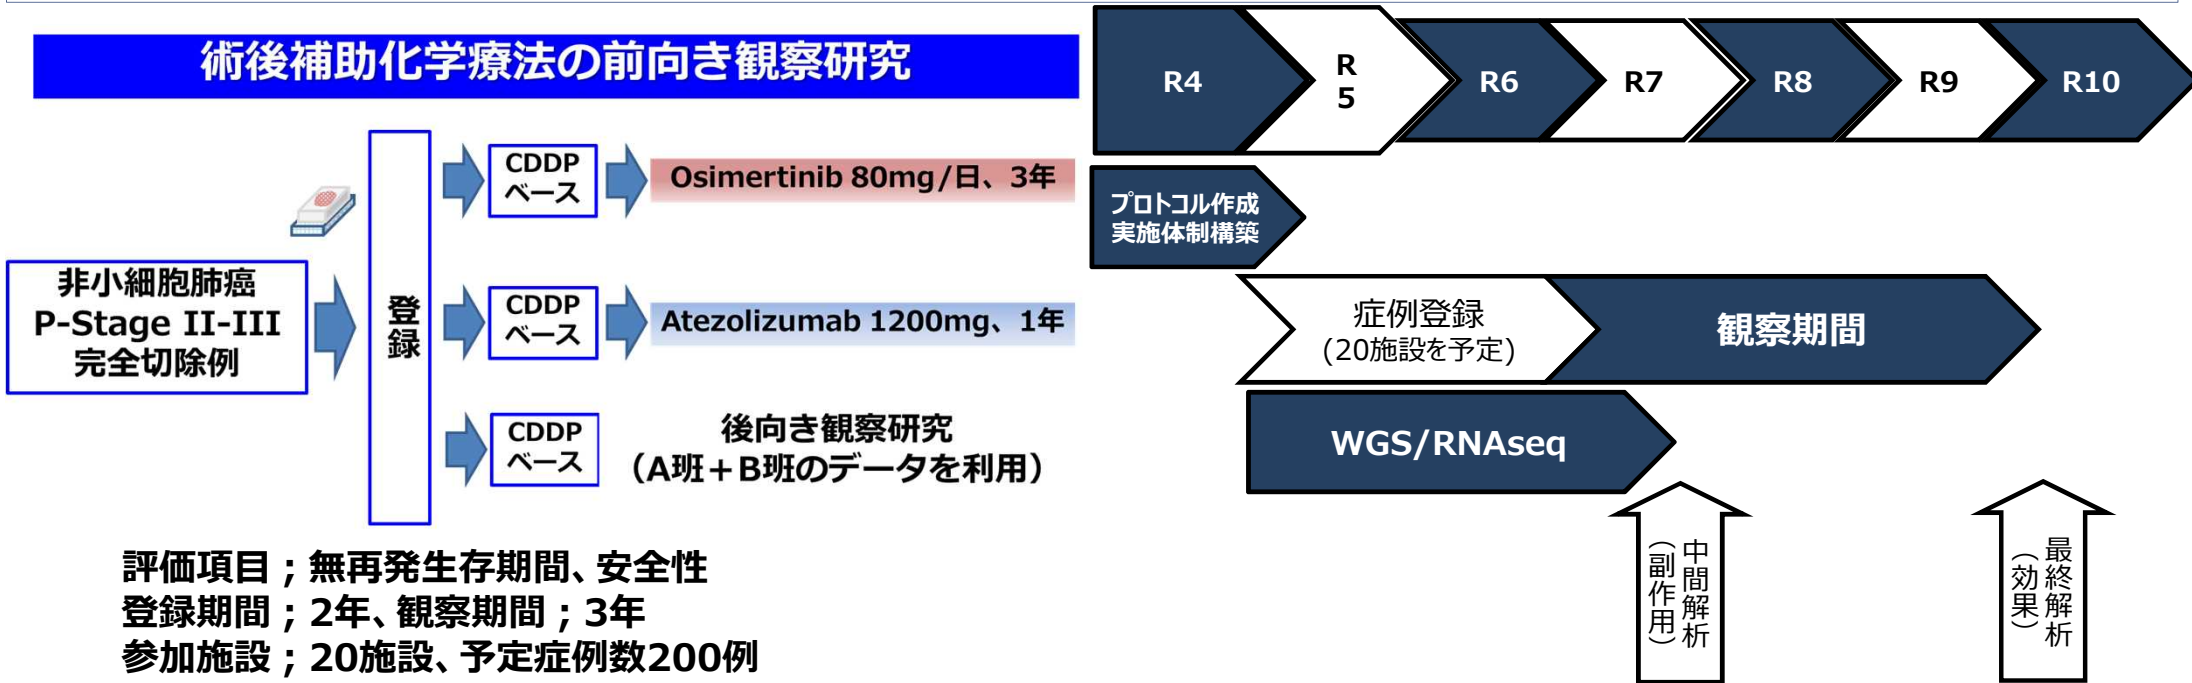 術後補助化学療法の前向き観察研究
非小細胞肺癌
P-Stage II-III
完全切除例
登録
CDDP
ベース
Osimertinib 80mg/日、3年
CDDP
ベース
Atezolizumab 1200mg、1年
CDDP
ベース
後向き観察研究
（A班＋B班のデータを利用）
評価項目；無再発生存期間、安全性
登録期間；2年、観察期間；3年
参加施設；20施設、予定症例数200例
R4
R
5
R6
R7
R8
R9
R10
プロトコル作成
実施体制構築
症例登録
(20施設を予定)
観察期間
WGS/RNAseq
中間解析
（副作用）
最終解析
（効果）